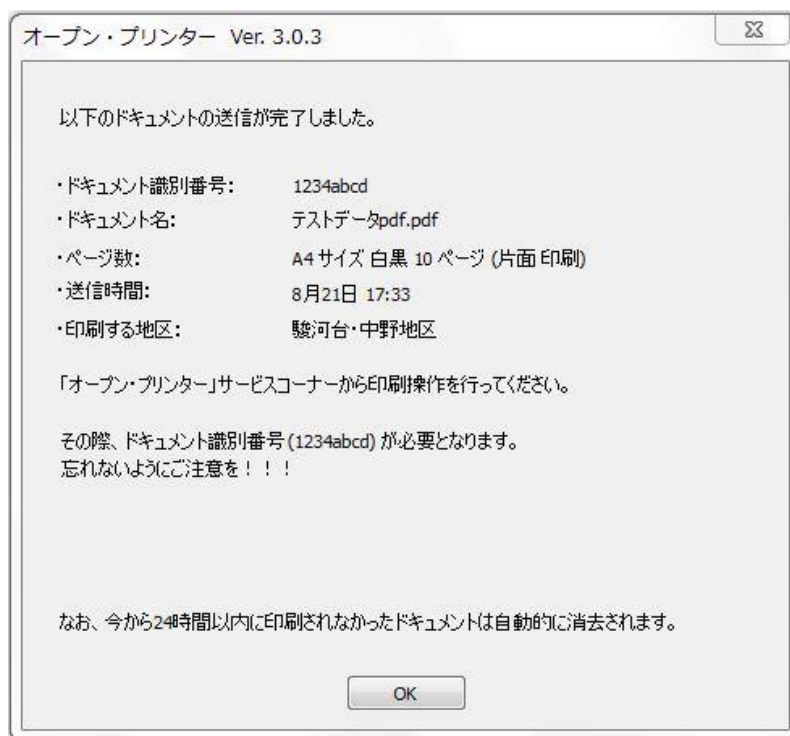 オープン・プリンター Ver. 3.0.3
以下のドキュメントの送信が完了しました。
・ドキュメント識別番号: 1234abcd
・ドキュメント名: テストデータpdf.pdf
・ページ数: A4 サイズ 白黒 10 ページ (片面 印刷)
・送信時間: 8月21日 17:33
・印刷する地区: 駿河台・中野地区
「オープン・プリンター」サービスコーナーから印刷操作を行ってください。
その際、ドキュメント識別番号 (1234abcd) が必要となります。
忘れないようにご注意を！！！
なお、今から24時間以内に印刷されなかったドキュメントは自動的に消去されます。
OK